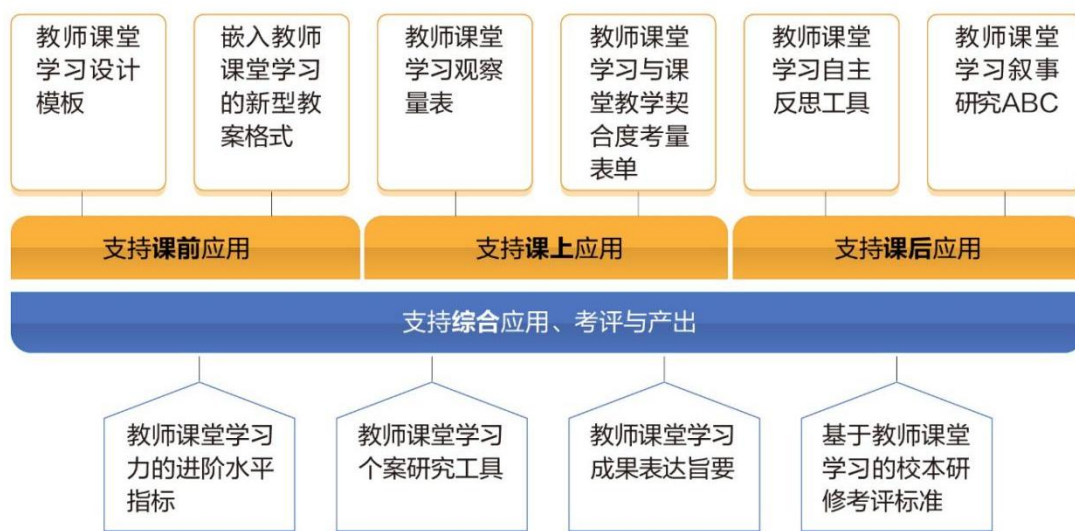 教师课堂
学习设计
模板
嵌入教师
课堂学习
的新型教
案格式
教师课堂
学习观察
量表
教师课堂
学习与课
堂教学契
合度考量
表单
教师课堂
学习自主
反思工具
教师课堂
学习叙事
研究ABC
支持课前应用
支持课上应用
支持课后应用
支持综合应用、考评与产出
教师课堂学习
力的进阶水平
指标
教师课堂学习
个案研究工具
教师课堂学习
成果表达旨要
基于教师课堂
学习的校本研
修考评标准